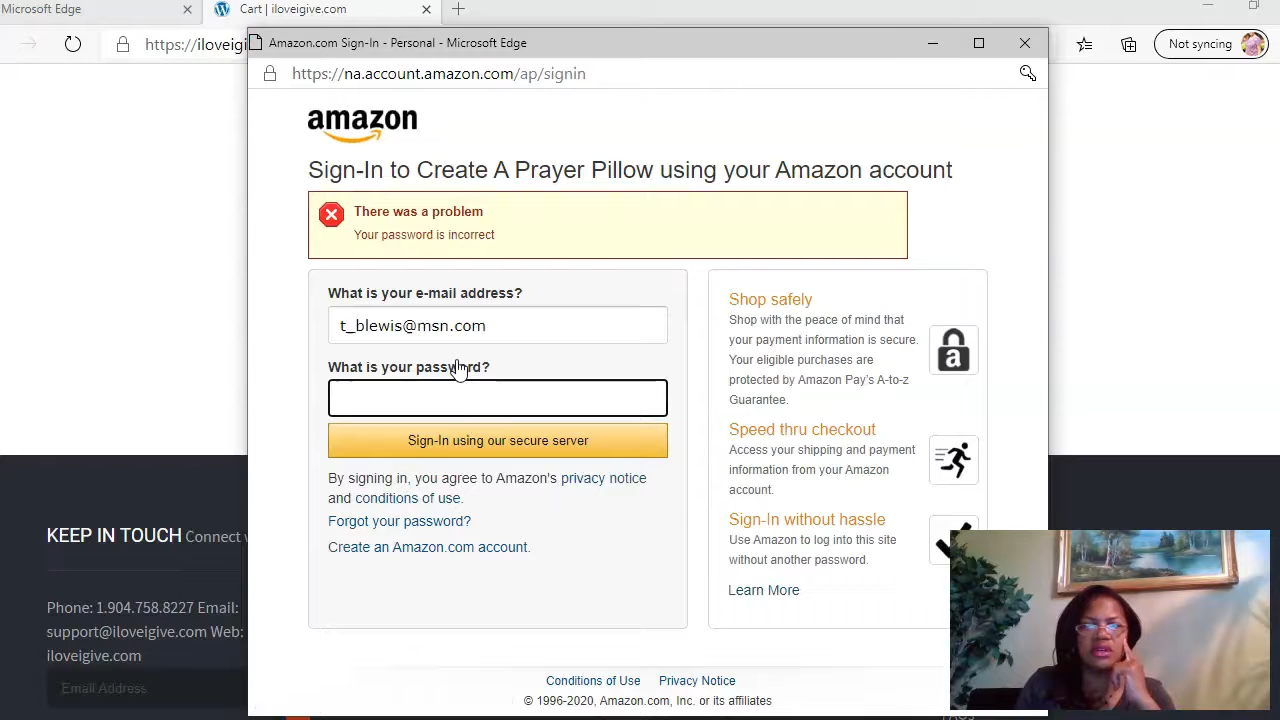 Microsoft Edge
Cart | iloveigive.com
https://iloveigi
Not syncing
Amazon.com Sign-In - Personal - Microsoft Edge
https://na.account.amazon.com/ap/signin
amazon
Sign-In to Create A Prayer Pillow using your Amazon account
There was a problem
Your password is incorrect
What is your e-mail address?
t_blewis@msn.com
What is your password?
Sign-In using our secure server
By signing in, you agree to Amazon's privacy notice
and conditions of use.
Forgot your password?
Create an Amazon.com account.
Shop safely
Shop with the peace of mind that
your payment information is secure.
Your eligible purchases are
protected by Amazon Pay's A-to-z
Guarantee.
Speed thru checkout
Access your shipping and payment
information from your Amazon
account.
Sign-In without hassle
Use Amazon to log into this site
without another password.
Learn More
Conditions of Use Privacy Notice
© 1996-2020, Amazon.com, Inc. or its affiliates
KEEP IN TOUCH Connect
Phone: 1.904.758.8227 Email:
support@iloveigive.com Web:
iloveigive.com
Email Address